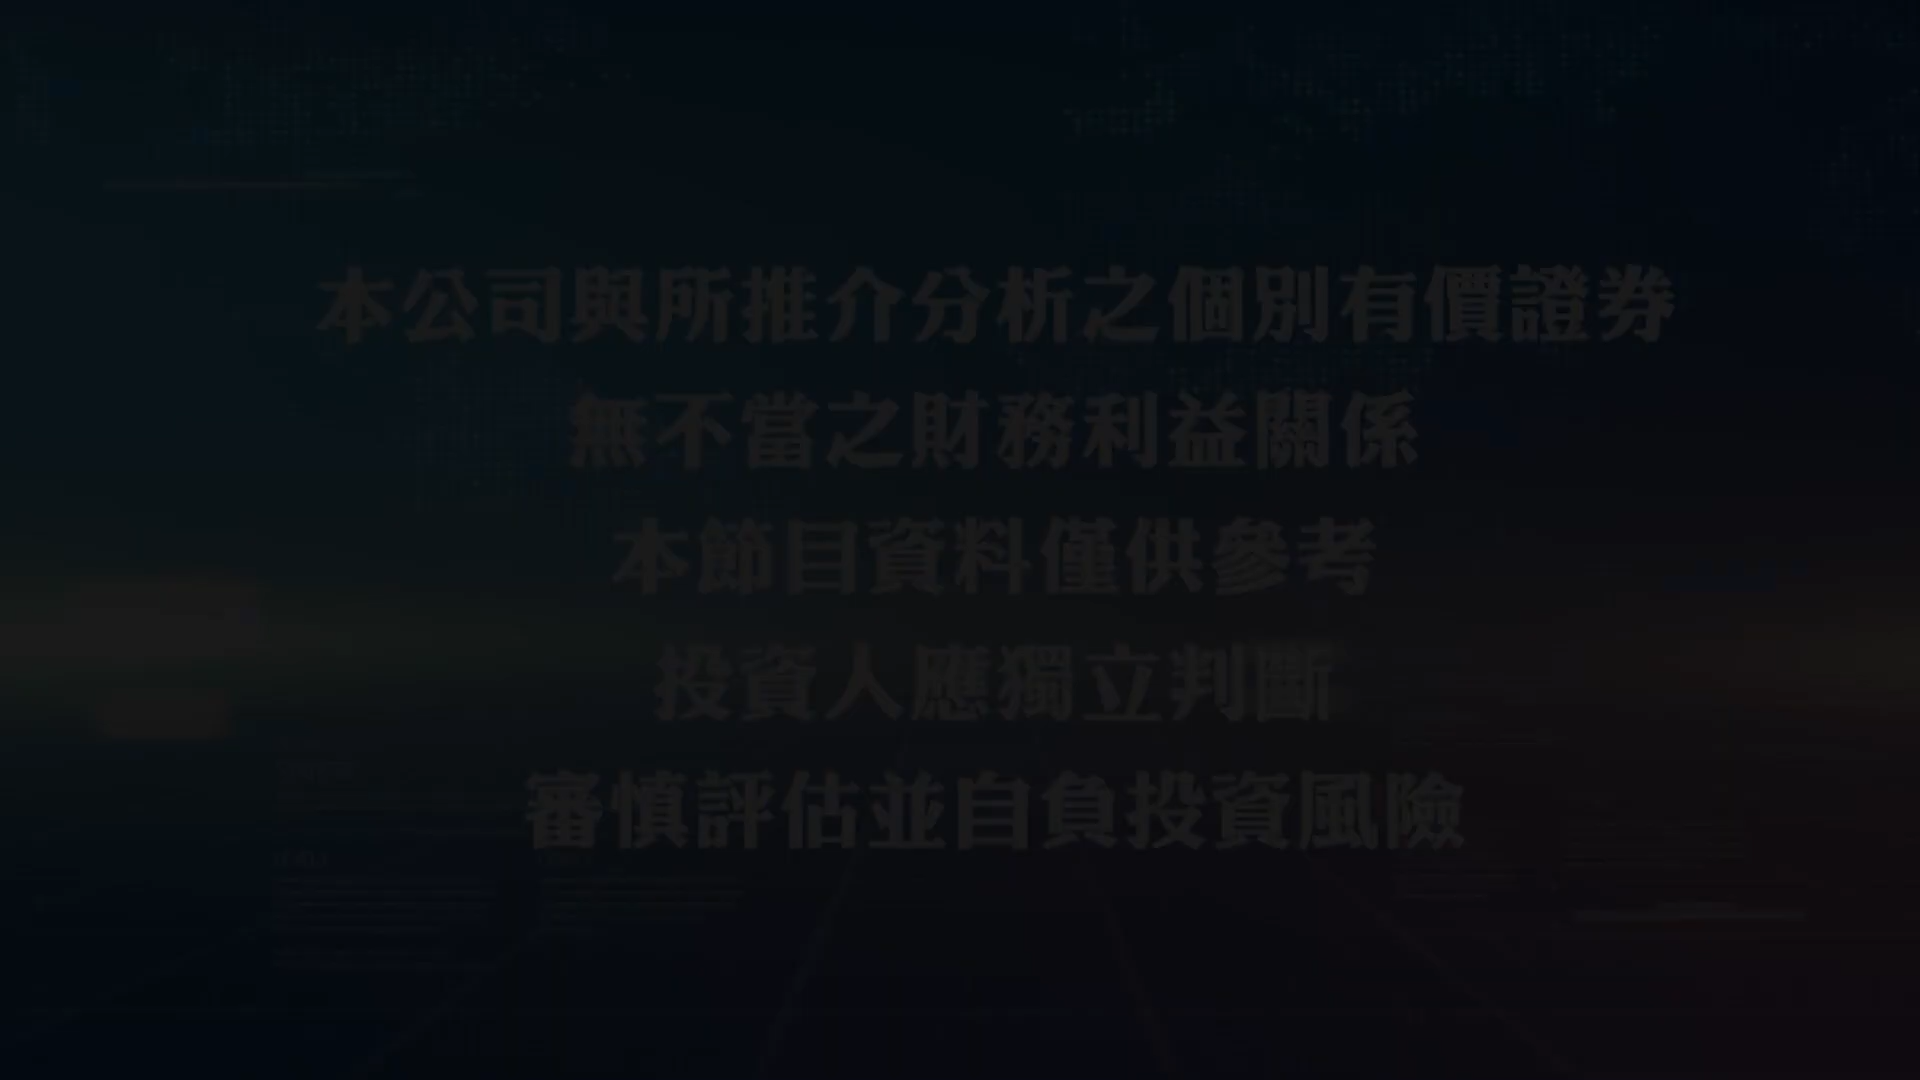 本公司與所推介分析之個別有價證券
無不當之財務利益關係
本節目資料僅供參考
投資人應獨立判斷
審慎評估並自負投資風險